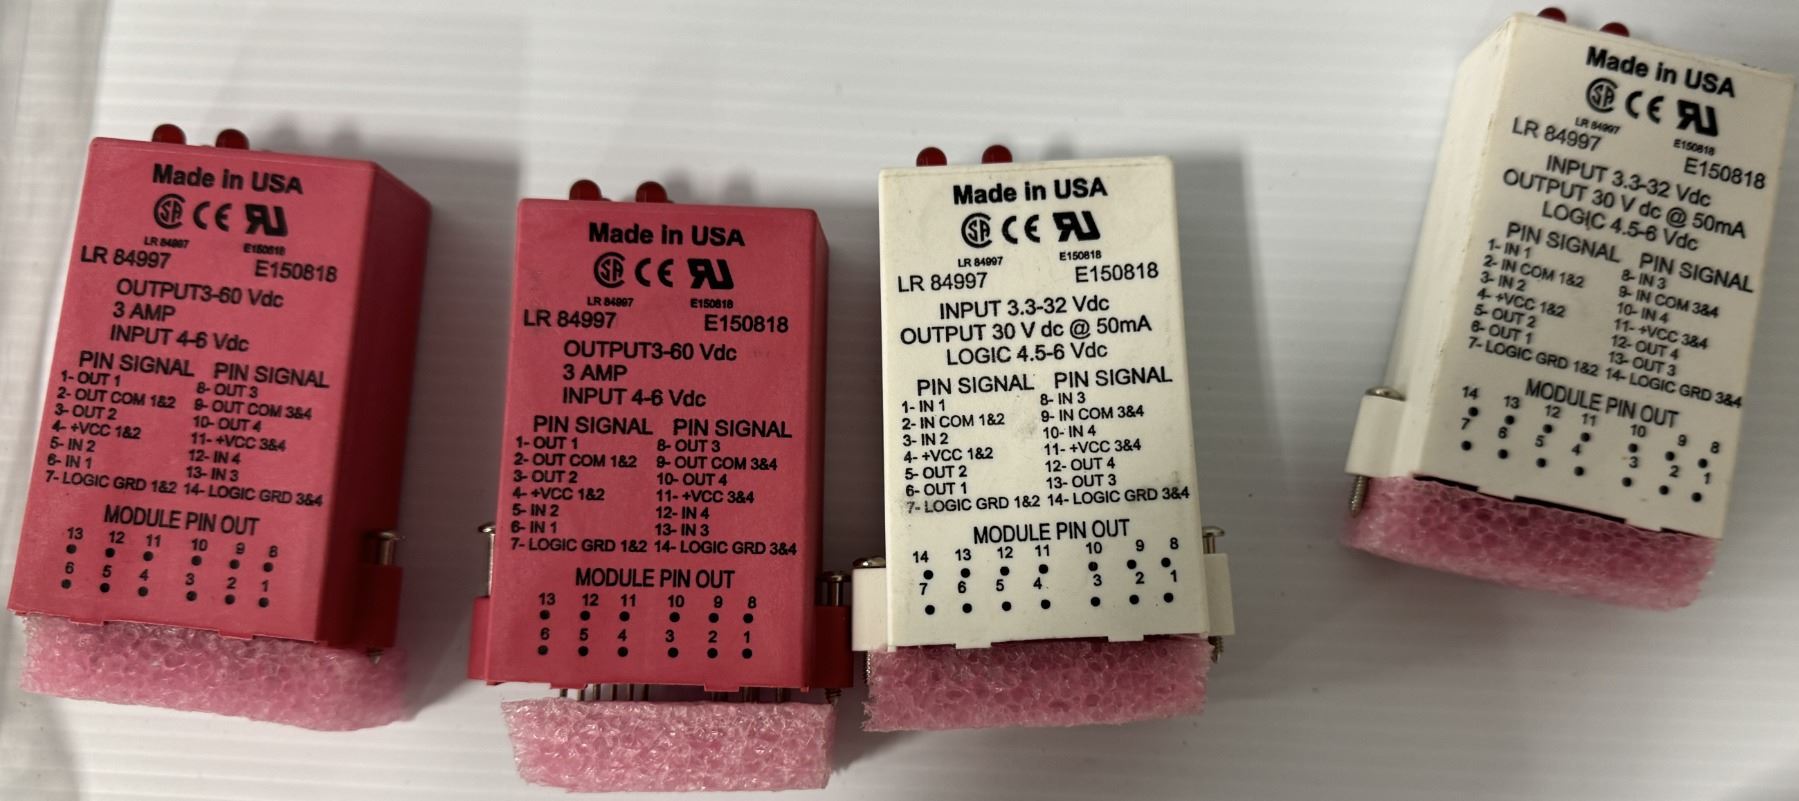 Made in USA
LR 84997 E150818
LR 84997 E150818
OUTPUT3-60 Vdc
3 AMP
INPUT 4-6 Vdc
PIN SIGNAL PIN SIGNAL
1- OUT 1 8- OUT 3
2- OUT COM 1&2 9- OUT COM 3&4
3- OUT 2 10- OUT 4
4- +VCC 1&2 11- +VCC 3&4
5- IN 2 12- IN 4
6- IN 1 13- IN 3
7- LOGIC GRD 1&2 14- LOGIC GRD 3&4
MODULE PIN OUT
13 12 11 10 9 8
6 5 4 3 2 1
Made in USA
LR 84997 E150818
LR 84997 E150818
OUTPUT3-60 Vdc
3 AMP
INPUT 4-6 Vdc
PIN SIGNAL PIN SIGNAL
1- OUT 1 8- OUT 3
2- OUT COM 1&2 9- OUT COM 3&4
3- OUT 2 10- OUT 4
4- +VCC 1&2 11- +VCC 3&4
5- IN 2 12- IN 4
6- IN 1 13- IN 3
7- LOGIC GRD 1&2 14- LOGIC GRD 3&4
MODULE PIN OUT
13 12 11 10 9 8
6 5 4 3 2 1
Made in USA
LR 84997 E150818
LR 84997 E150818
INPUT 3.3-32 Vdc
OUTPUT 30 V dc @ 50mA
LOGIC 4.5-6 Vdc
PIN SIGNAL PIN SIGNAL
1- IN 1 8- IN 3
2- IN COM 1&2 9- IN COM 3&4
3- IN 2 10- IN 4
4- +VCC 1&2 11- +VCC 3&4
5- OUT 2 12- OUT 4
6- OUT 1 13- OUT 3
7- LOGIC GRD 1&2 14- LOGIC GRD 3&4
MODULE PIN OUT
14 13 12 11 10 9 8
7 6 5 4 3 2 1
Made in USA
LR 84997 E150818
LR 84997 E150818
INPUT 3.3-32 Vdc
OUTPUT 30 V dc @ 50mA
LOGIC 4.5-6 Vdc
PIN SIGNAL PIN SIGNAL
1- IN 1 8- IN 3
2- IN COM 1&2 9- IN COM 3&4
3- IN 2 10- IN 4
4- +VCC 1&2 11- +VCC 3&4
5- OUT 2 12- OUT 4
6- OUT 1 13- OUT 3
7- LOGIC GRD 1&2 14- LOGIC GRD 3&4
MODULE PIN OUT
14 13 12 11 10 9 8
7 6 5 4 3 2 1